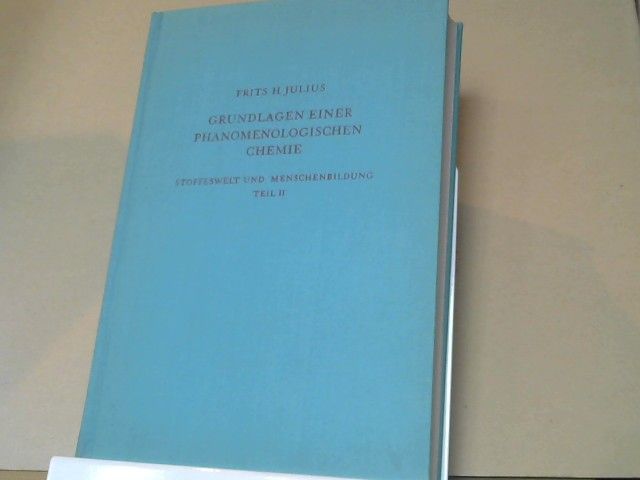 FRITS H. JULIUS
GRUNDLAGEN EINER
PHÄNOMENOLOGISCHEN
CHEMIE
STOFFESWELT UND MENSCHENBILDUNG
TEIL II